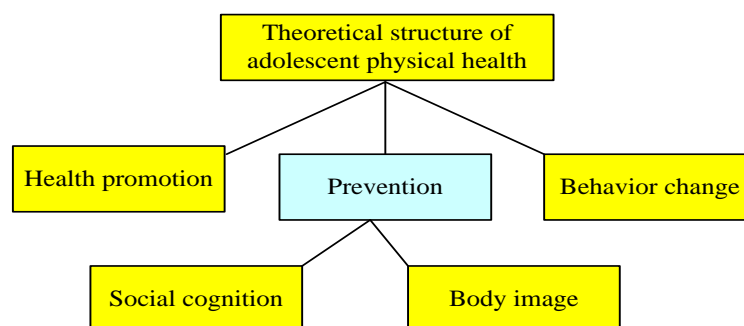 Theoretical structure of
adolescent physical health
Health promotion
Prevention
Behavior change
Social cognition
Body image